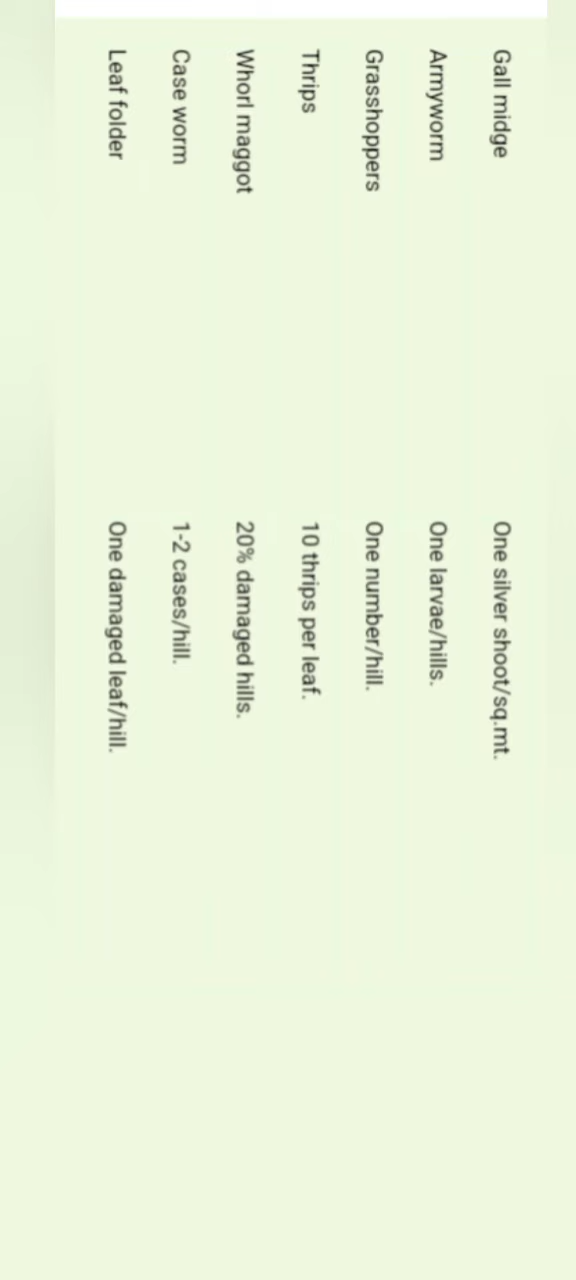 Gall midge One silver shoot/sq.mt.
Armyworm One larvae/hills.
Grasshoppers One number/hill.
Thrips 10 thrips per leaf.
Whorl maggot 20% damaged hills.
Case worm 1-2 cases/hill.
Leaf folder One damaged leaf/hill.